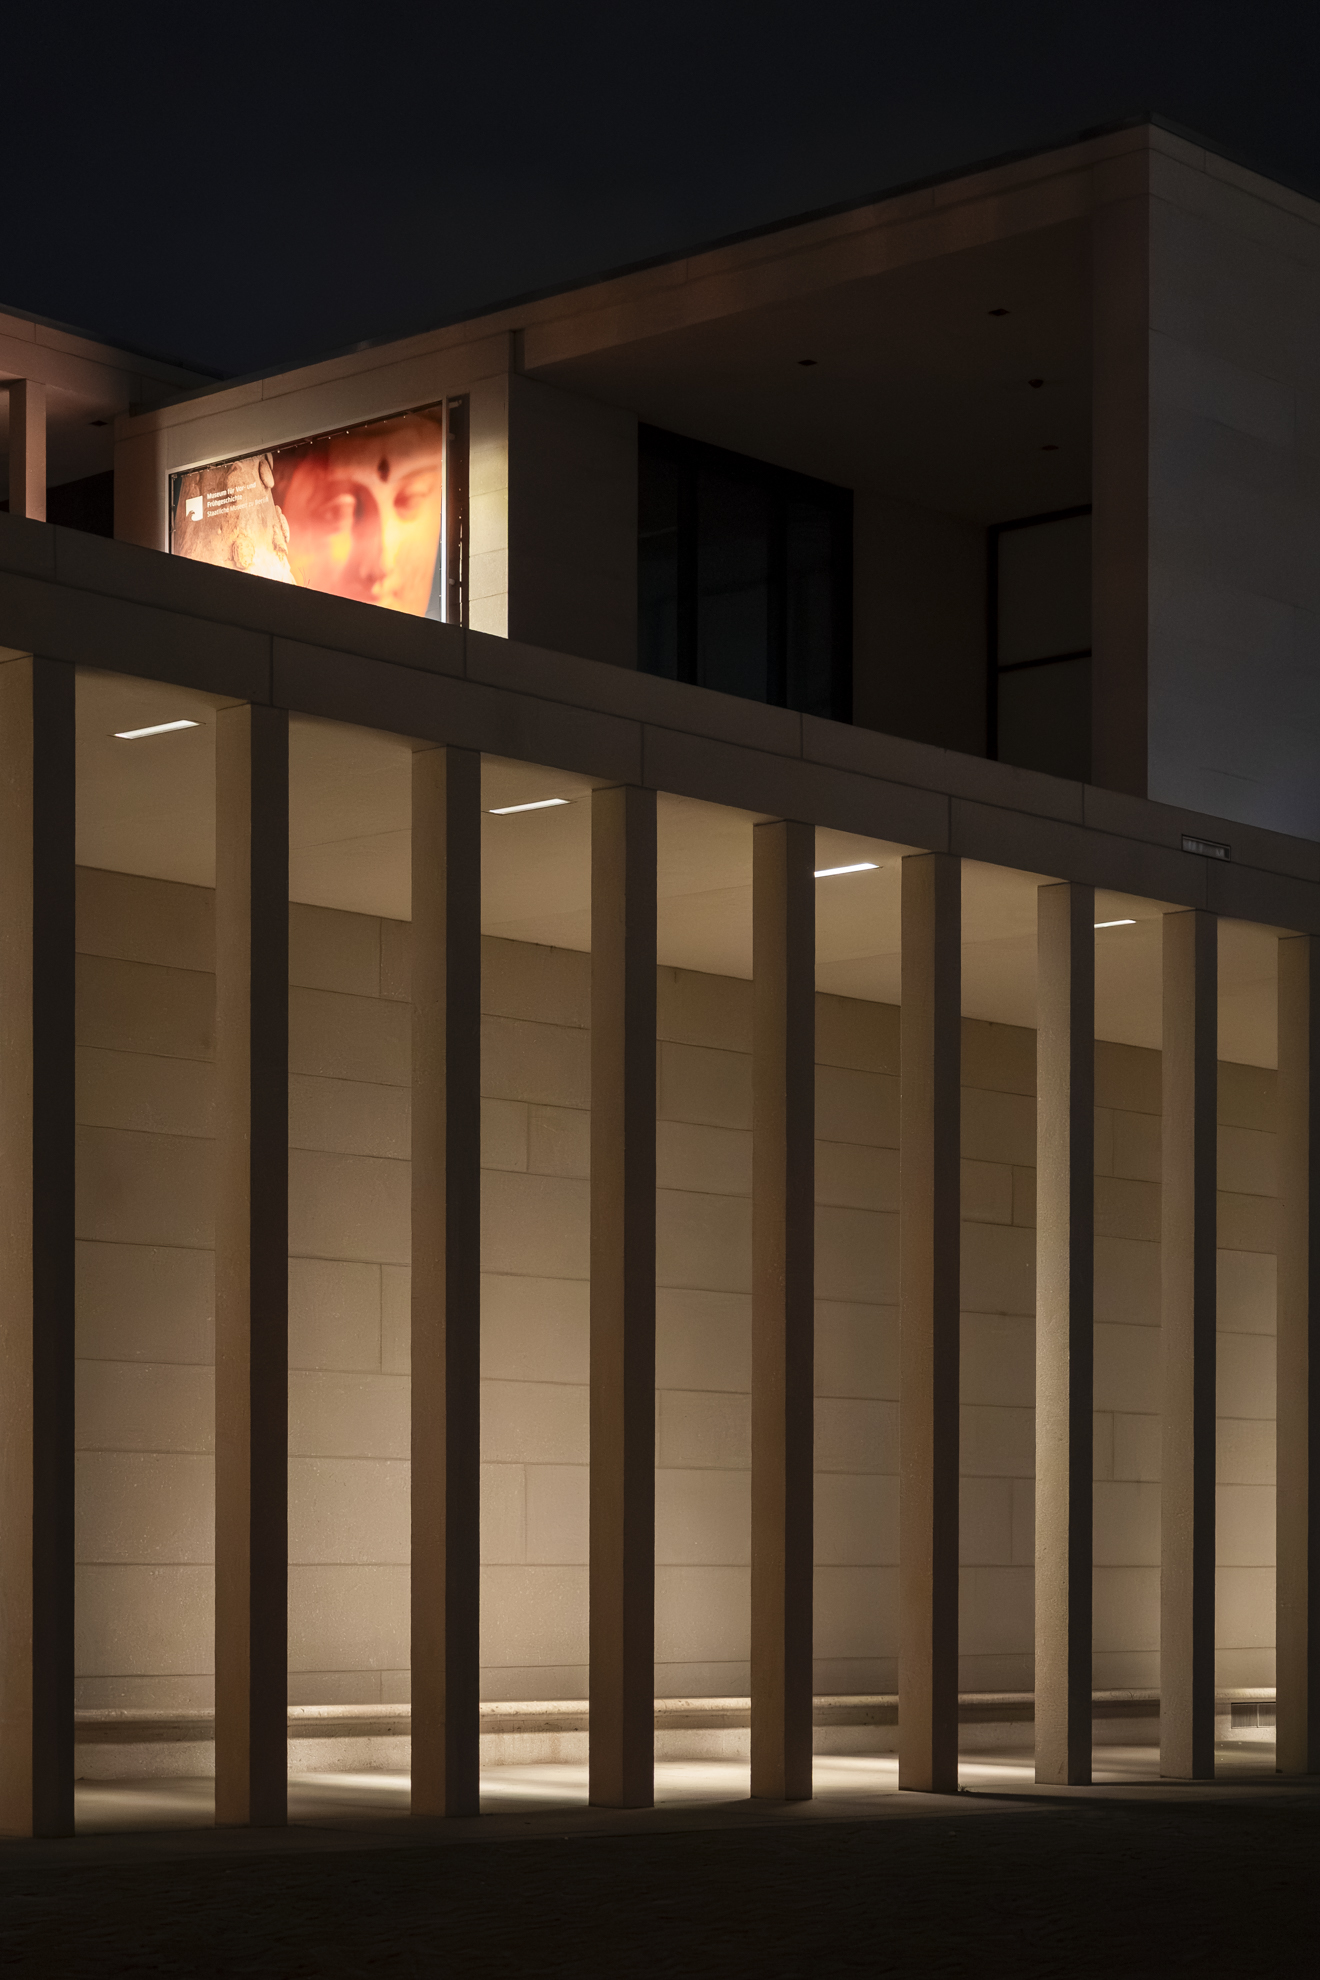 Museum für Vor- und
Frühgeschichte
Staatliche Museen zu Berlin